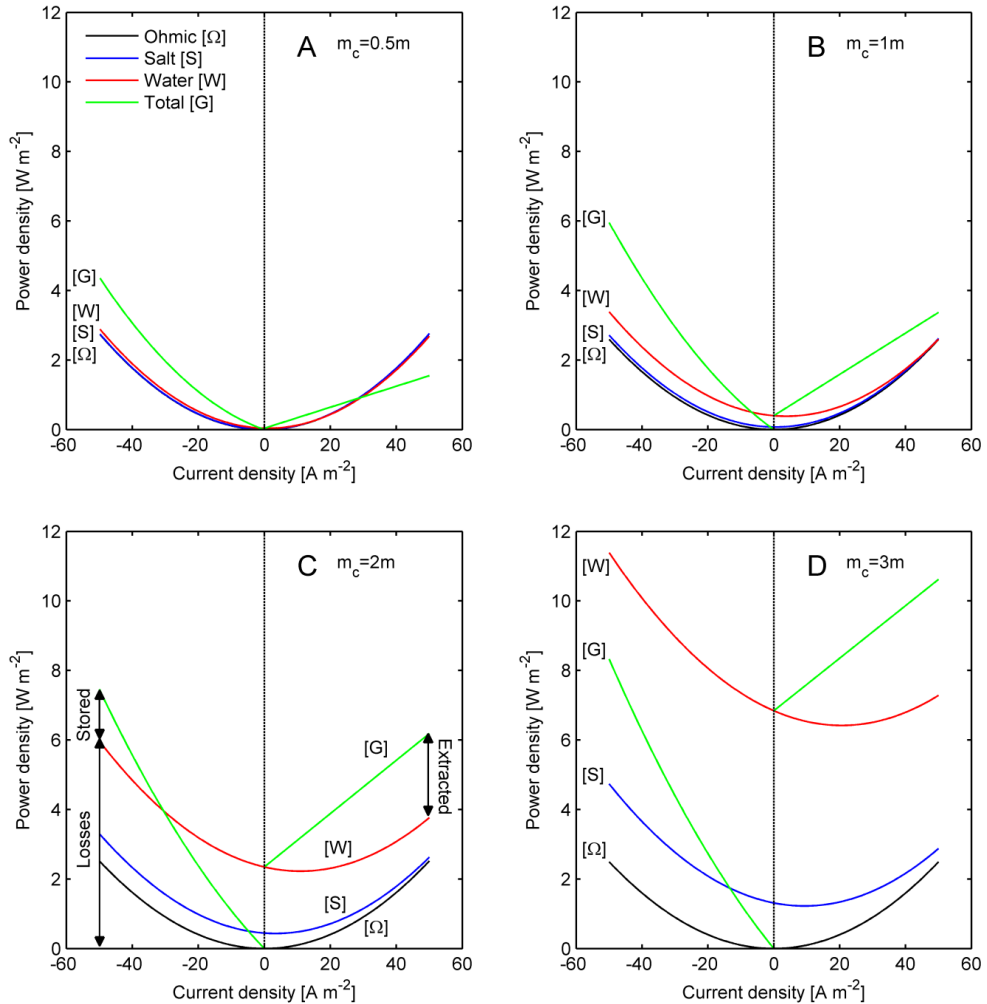 A
m_c=0.5m
Ohmic [Ω]
Salt [S]
Water [W]
Total [G]
[G]
[W]
[S]
[Ω]
Power density [W m⁻²]
12
10
8
6
4
2
0
-60 -40 -20 0 20 40 60
Current density [A m⁻²]
B
m_c=1m
[G]
[W]
[S]
[Ω]
Power density [W m⁻²]
12
10
8
6
4
2
0
-60 -40 -20 0 20 40 60
Current density [A m⁻²]
C
m_c=2m
Stored
Losses
Extracted
[G]
[W]
[S]
[Ω]
Power density [W m⁻²]
12
10
8
6
4
2
0
-60 -40 -20 0 20 40 60
Current density [A m⁻²]
D
m_c=3m
[W]
[G]
[S]
[Ω]
Power density [W m⁻²]
12
10
8
6
4
2
0
-60 -40 -20 0 20 40 60
Current density [A m⁻²]